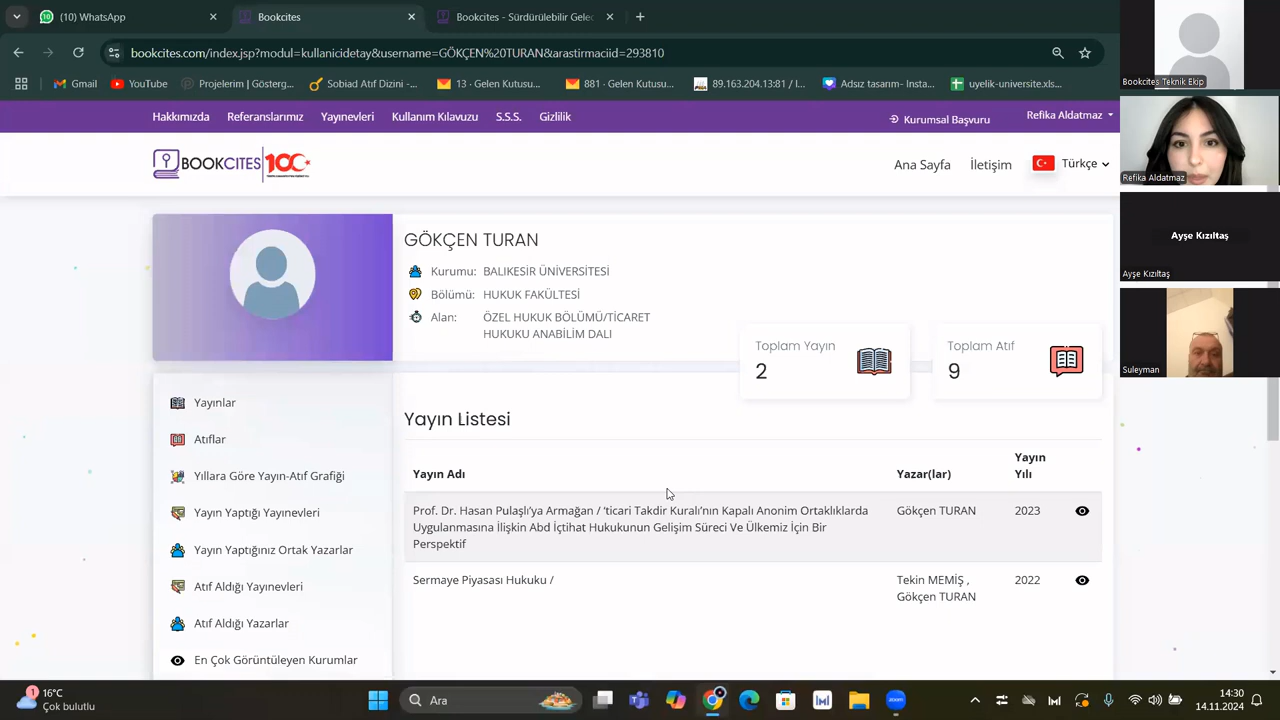 (10) WhatsApp
Bookcites
Bookcites - Sürdürülebilir Gelec
bookcites.com/index.jsp?modul=kullanicidetay&username=GÖKÇEN%20TURAN&arastirmaciid=293810
Gmail
YouTube
Projelerim | Gösterg...
Sobiad Atıf Dizini -...
13 - Gelen Kutusu...
881 - Gelen Kutusu...
89.163.204.13:81 / l...
Adsız tasarım - Insta...
uyelik-universite.xls...
Hakkımızda
Referanslarımız
Yayınevleri
Kullanım Kılavuzu
S.S.S.
Gizlilik
Kurumsal Başvuru
Refika Aldatmaz
BOOKCITES
100
Ana Sayfa
İletişim
Türkçe
GÖKÇEN TURAN
Kurumu: BALIKESİR ÜNİVERSİTESİ
Bölümü: HUKUK FAKÜLTESİ
Alan: ÖZEL HUKUK BÖLÜMÜ/TİCARET
HUKUKU ANABİLİM DALI
Toplam Yayın
2
Toplam Atıf
9
Yayınlar
Atıflar
Yıllara Göre Yayın-Atıf Grafiği
Yayın Yaptığı Yayınevleri
Yayın Yaptığınız Ortak Yazarlar
Atıf Aldığı Yayınevleri
Atıf Aldığı Yazarlar
En Çok Görüntüleyen Kurumlar
Yayın Listesi
Yayın Adı
Yazar(lar)
Yayın
Yılı
Prof. Dr. Hasan Pulaşlı'ya Armağan / 'ticari Takdir Kuralı'nın Kapalı Anonim Ortaklıklarda
Uygulanmasına İlişkin Abd İçtihat Hukukunun Gelişim Süreci Ve Ülkemiz İçin Bir
Perspektif
Gökçen TURAN
2023
Sermaye Piyasası Hukuku /
Tekin MEMİŞ ,
Gökçen TURAN
2022
Bookcites Teknik Ekip
Refika Aldatmaz
Ayşe Kızıltaş
Ayşe Kızıltaş
Suleyman
1
16°C
Çok bulutlu
Ara
zoom
14:30
14.11.2024